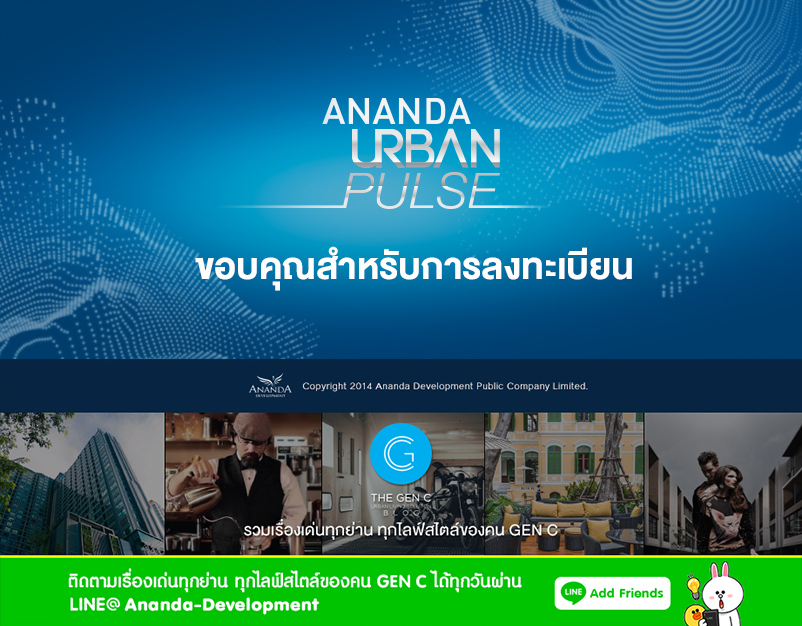 ANANDA
URBAN
PULSE
ขอบคุณสำหรับการลงทะเบียน
ANANDA
DEVELOPMENT
Copyright 2014 Ananda Development Public Company Limited.
G
THE GEN C
URBAN LIVING SOLUTION
BLOG
รวมเรื่องเด่นทุกย่าน ทุกไลฟ์สไตล์ของคน GEN C
ติดตามเรื่องเด่นทุกย่าน ทุกไลฟ์สไตล์ของคน GEN C ได้ทุกวันผ่าน
LINE@ Ananda-Development
LINE Add Friends